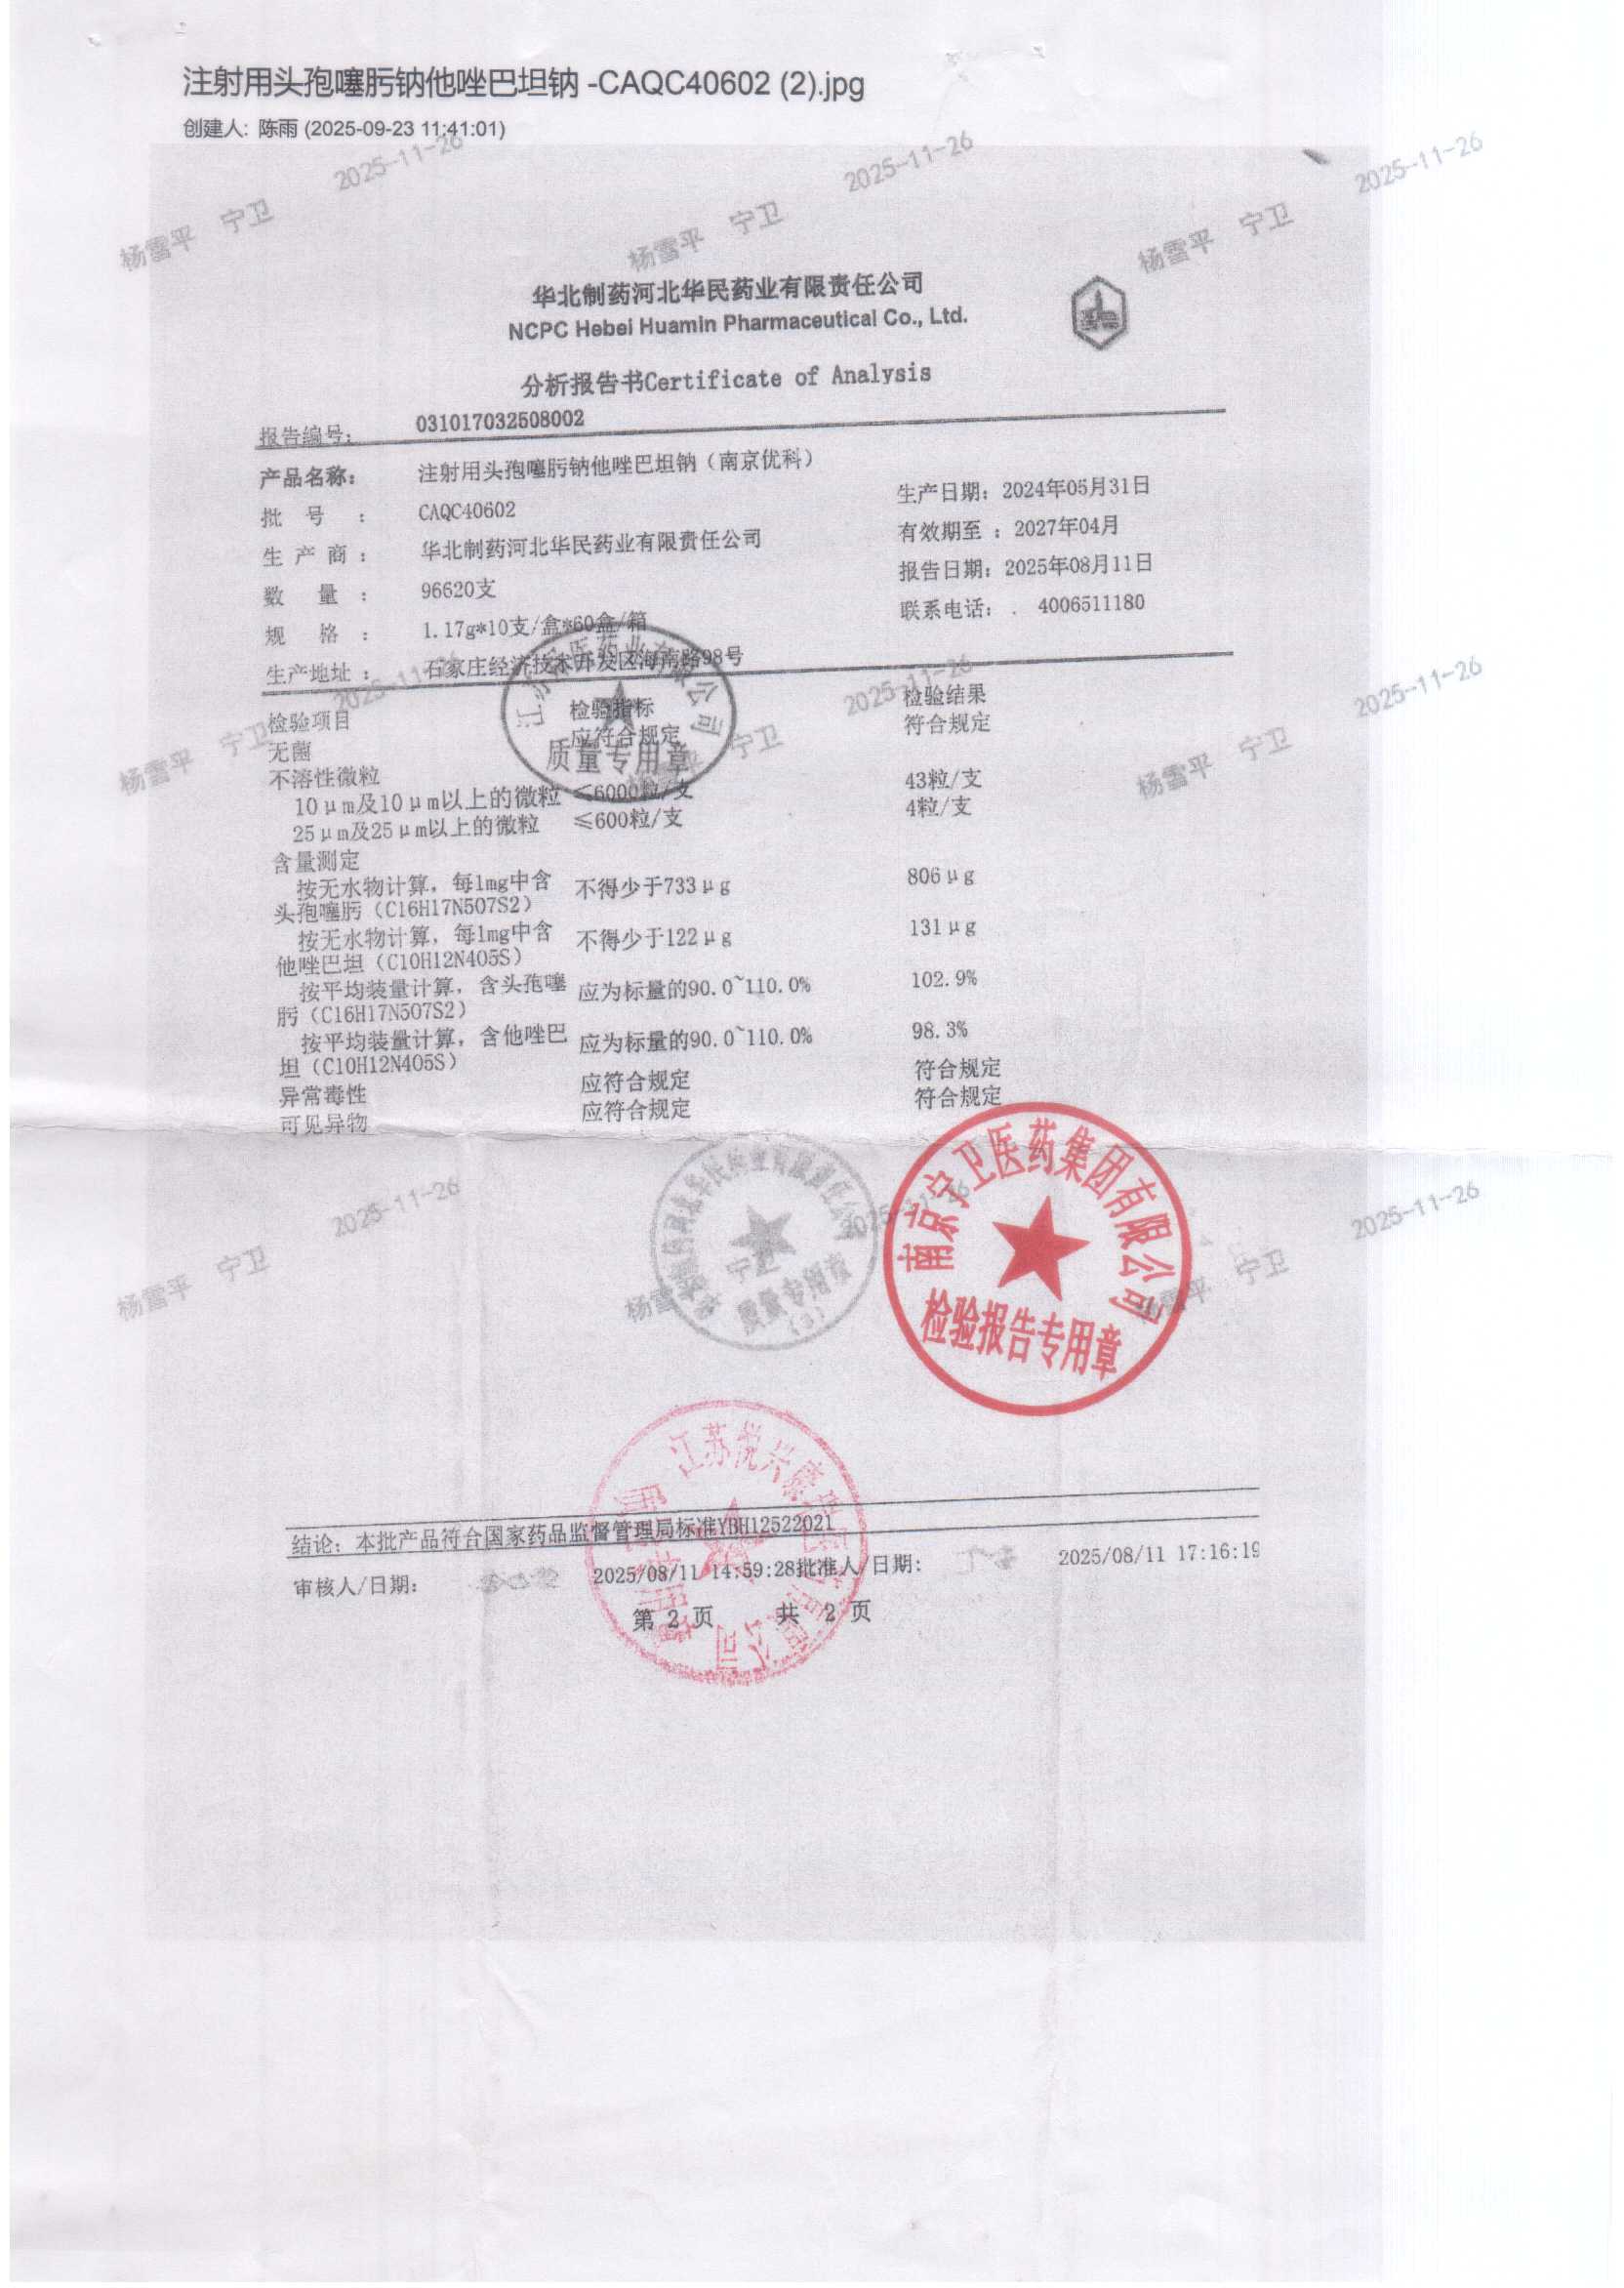 注射用头孢噻肟钠他唑巴坦钠 -CAQC40602 (2).jpg
创建人: 陈雨 (2025-09-23 11:41:01)
2025-11-26 2025-11-26 2025-11-26
杨雪平 宁卫 杨雪平 宁卫 杨雪平 宁卫
华北制药河北华民药业有限责任公司
NCPC Hebei Huamin Pharmaceutical Co., Ltd.
分析报告书Certificate of Analysis
报告编号: 031017032508002
产品名称: 注射用头孢噻肟钠他唑巴坦钠（南京优科）
批 号 : CAQC40602 生产日期: 2024年05月31日
生 产 商 : 华北制药河北华民药业有限责任公司 有效期至 : 2027年04月
数 量 : 96620支 报告日期: 2025年08月11日
规 格 : 1.17g*10支/盒*60盒/箱 联系电话: 4006511180
生产地址 : 石家庄经济技术开发区海南路98号
检验项目 检验指标 检验结果
无菌 应符合规定 符合规定
质量专用章
2025-11-26 2025-11-26 2025-11-26
杨雪平 宁卫 宁卫 杨雪平 宁卫
不溶性微粒
10μm及10μm以上的微粒 ≤6000粒/支 43粒/支
25μm及25μm以上的微粒 ≤600粒/支 4粒/支
含量测定
按无水物计算，每1mg中含 不得少于733μg 806μg
头孢噻肟（C16H17N5O7S2）
按无水物计算，每1mg中含 不得少于122μg 131μg
他唑巴坦（C10H12N4O5S）
按平均装量计算，含头孢噻 应为标量的90.0~110.0% 102.9%
肟（C16H17N5O7S2）
按平均装量计算，含他唑巴 应为标量的90.0~110.0% 98.3%
坦（C10H12N4O5S）
异常毒性 应符合规定 符合规定
可见异物 应符合规定 符合规定
南京宁卫医药集团有限公司
检验报告专用章
质量专用章
(3)
2025-11-26 2025-11-26
杨雪平 宁卫 宁卫 宁卫
结论: 本批产品符合国家药品监督管理局标准YBH12522021
审核人/日期: 2025/08/11 14:59:28批准人/日期: 2025/08/11 17:16:19
第 2 页 共 2 页